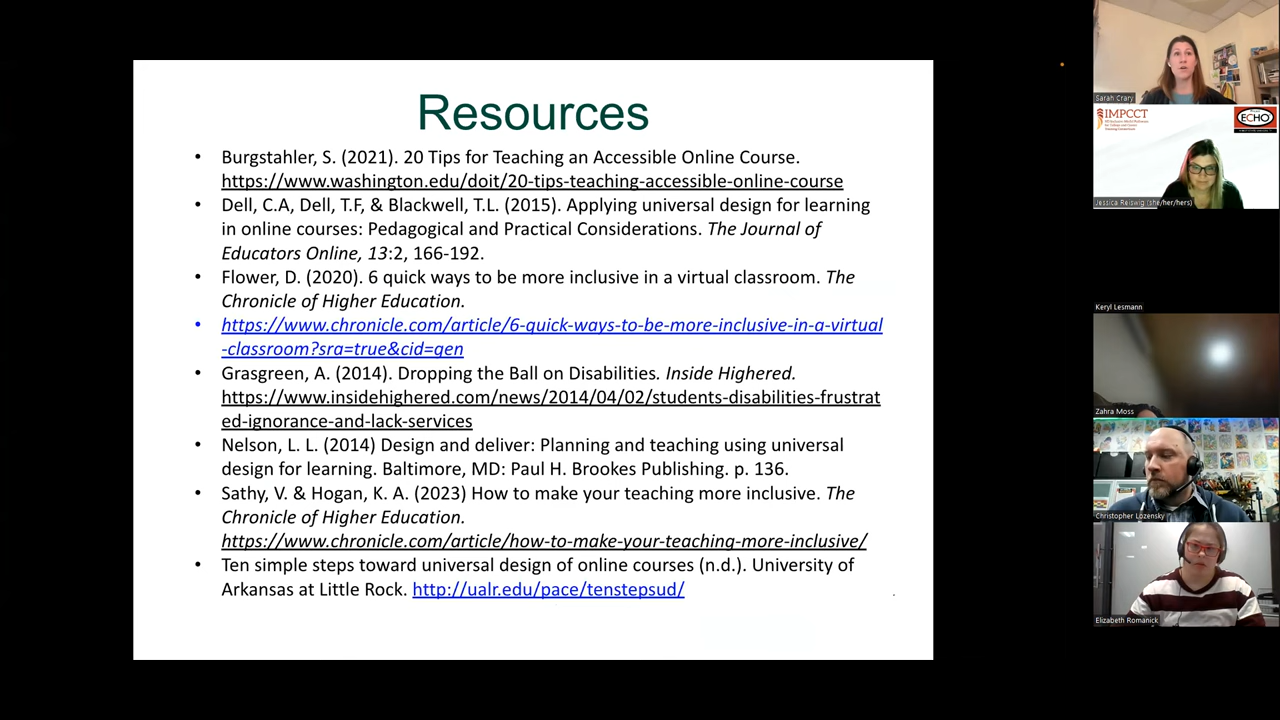 Resources
• Burgstahler, S. (2021). 20 Tips for Teaching an Accessible Online Course.
https://www.washington.edu/doit/20-tips-teaching-accessible-online-course
• Dell, C.A, Dell, T.F, & Blackwell, T.L. (2015). Applying universal design for learning
in online courses: Pedagogical and Practical Considerations. The Journal of
Educators Online, 13:2, 166-192.
• Flower, D. (2020). 6 quick ways to be more inclusive in a virtual classroom. The
Chronicle of Higher Education.
• https://www.chronicle.com/article/6-quick-ways-to-be-more-inclusive-in-a-virtual
-classroom?sra=true&cid=gen
• Grasgreen, A. (2014). Dropping the Ball on Disabilities. Inside Highered.
https://www.insidehighered.com/news/2014/04/02/students-disabilities-frustrat
ed-ignorance-and-lack-services
• Nelson, L. L. (2014) Design and deliver: Planning and teaching using universal
design for learning. Baltimore, MD: Paul H. Brookes Publishing. p. 136.
• Sathy, V. & Hogan, K. A. (2023) How to make your teaching more inclusive. The
Chronicle of Higher Education.
https://www.chronicle.com/article/how-to-make-your-teaching-more-inclusive/
• Ten simple steps toward universal design of online courses (n.d.). University of
Arkansas at Little Rock. http://ualr.edu/pace/tenstepsud/
Sarah Crary
IMPCCT
ECHO
Jessica Reiswig (she/her/hers)
Keryl Lesmann
Zahra Moss
Christopher Lozensky
Elizabeth Romanick